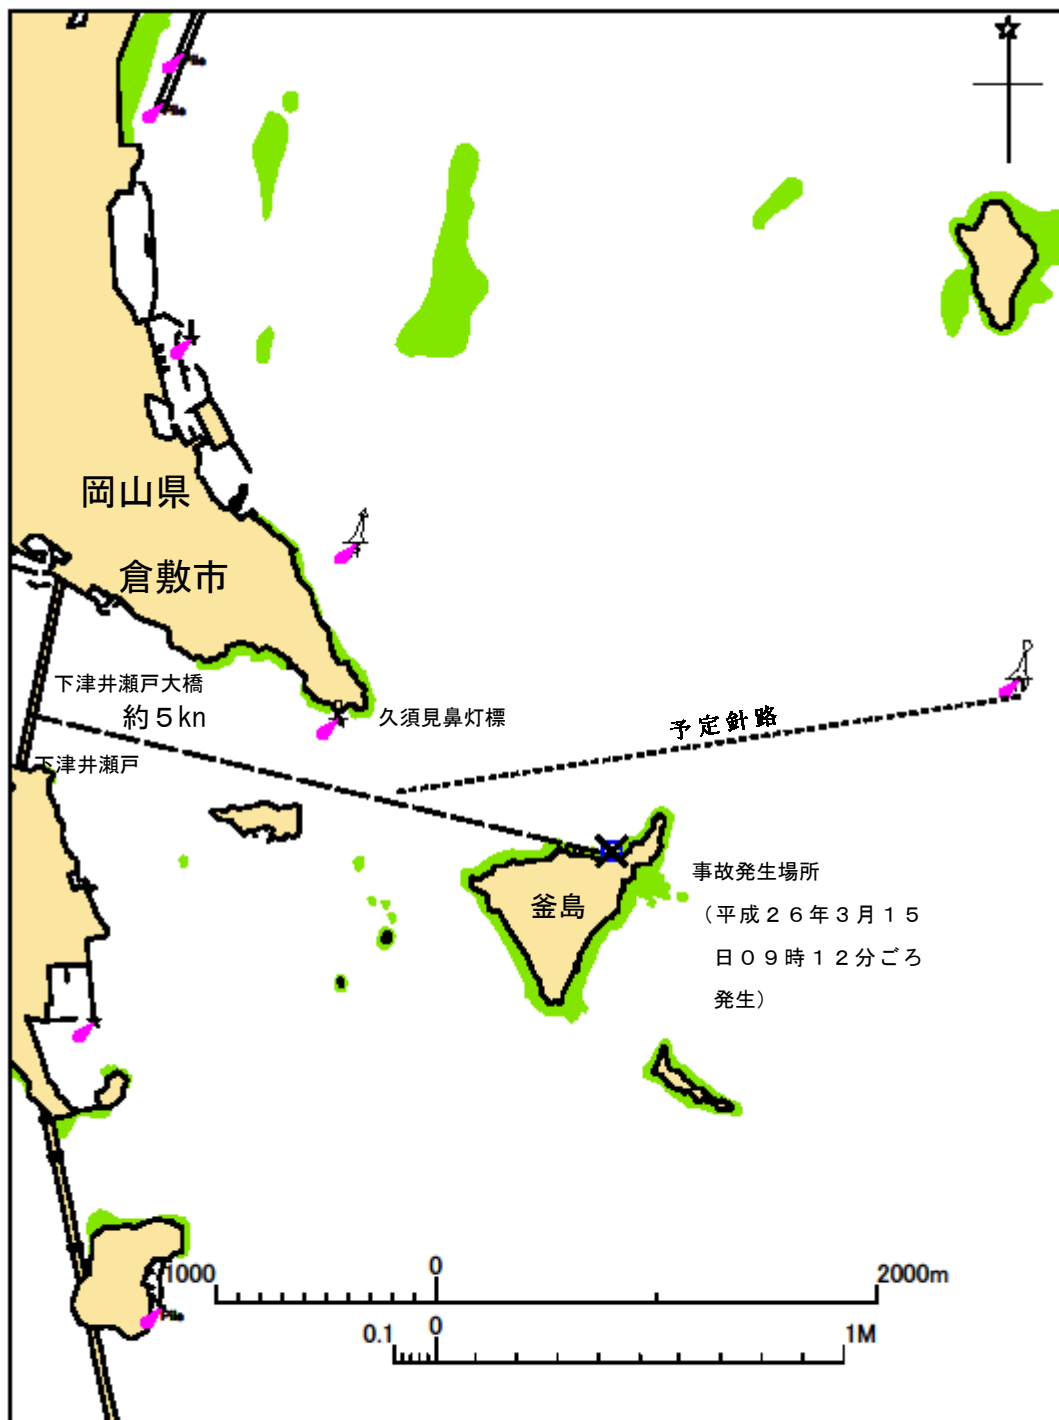 Pile
Pile
岡山県
倉敷市
下津井瀬戸大橋
約５kn
久須見鼻灯標
予定針路
下津井瀬戸
事故発生場所
釜島
（平成２６年３月１５
日０９時１２分ごろ
発生）
1000 0 2000m
Pile
0.1 0 1M